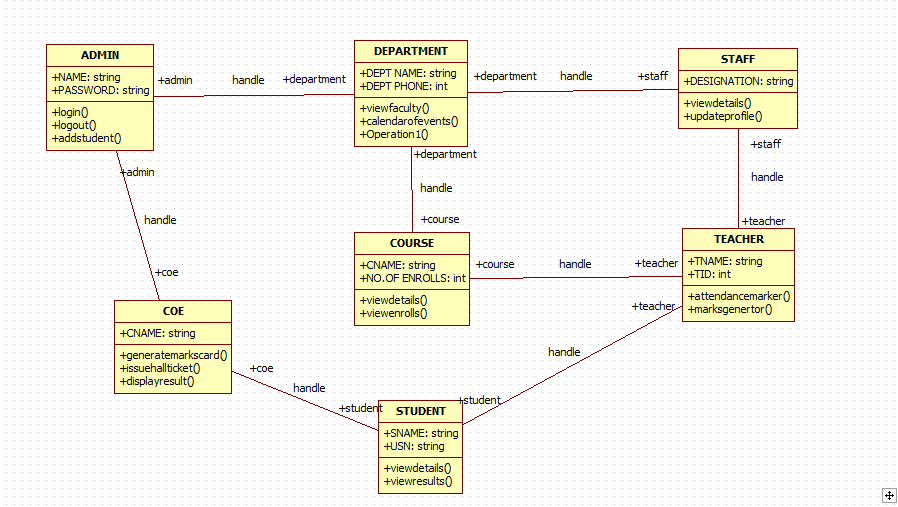 ADMIN
+NAME: string
+PASSWORD: string
+login()
+logout()
+addstudent()
+admin
handle
+department
DEPARTMENT
+DEPT NAME: string
+DEPT PHONE: int
+viewfaculty()
+calendarofevents()
+Operation1()
+department
handle
+staff
STAFF
+DESIGNATION: string
+viewdetails()
+updateprofile()
+admin
handle
+coe
+department
handle
+course
+staff
handle
+teacher
COURSE
+CNAME: string
+NO.OF ENROLLS: int
+viewdetails()
+viewenrolls()
+course
handle
+teacher
TEACHER
+TNAME: string
+TID: int
+attendancemarker()
+marksgenertor()
COE
+CNAME: string
+generatemarkscard()
+issuehallticket()
+displayresult()
+coe
handle
+student
+teacher
handle
+student
STUDENT
+SNAME: string
+USN: string
+viewdetails()
+viewresults()